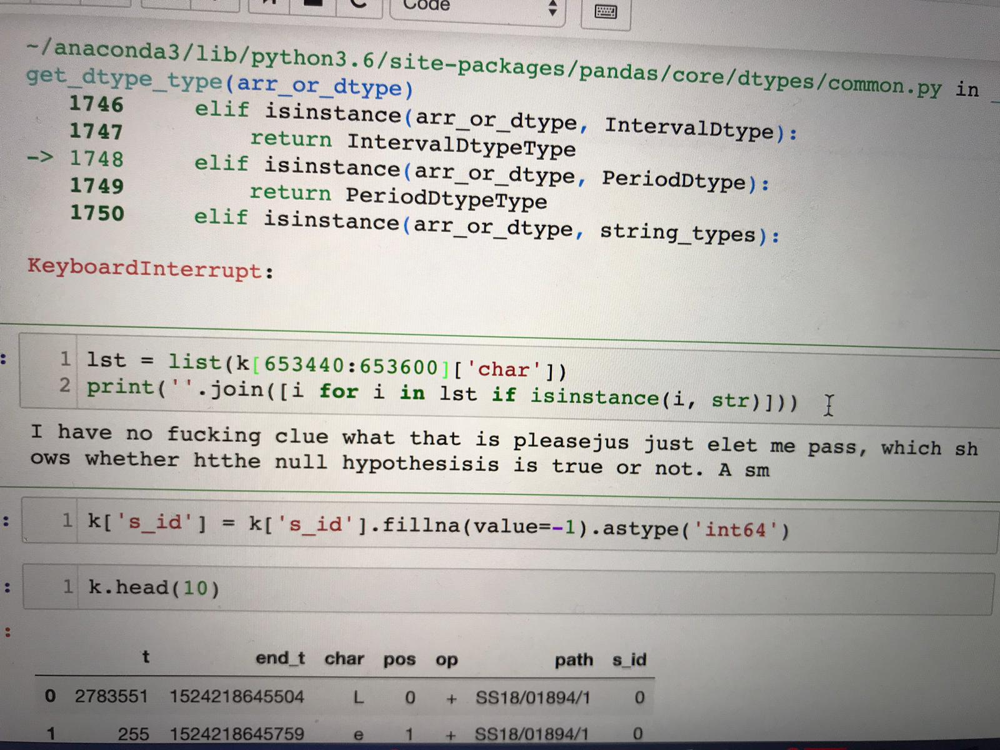 Code
~/anaconda3/lib/python3.6/site-packages/pandas/core/dtypes/common.py in _
get_dtype_type(arr_or_dtype)
1746 elif isinstance(arr_or_dtype, IntervalDtype):
1747 return IntervalDtypeType
-> 1748 elif isinstance(arr_or_dtype, PeriodDtype):
1749 return PeriodDtypeType
1750 elif isinstance(arr_or_dtype, string_types):
KeyboardInterrupt:
: 1 lst = list(k[653440:653600]['char'])
2 print(''.join([i for i in lst if isinstance(i, str)]))
I have no fucking clue what that is pleasejus just elet me pass, which sh
ows whether htthe null hypothesisis is true or not. A sm
: 1 k['s_id'] = k['s_id'].fillna(value=-1).astype('int64')
: 1 k.head(10)
:
t end_t char pos op path s_id
0 2783551 1524218645504 L 0 + SS18/01894/1 0
1 255 1524218645759 e 1 + SS18/01894/1 0